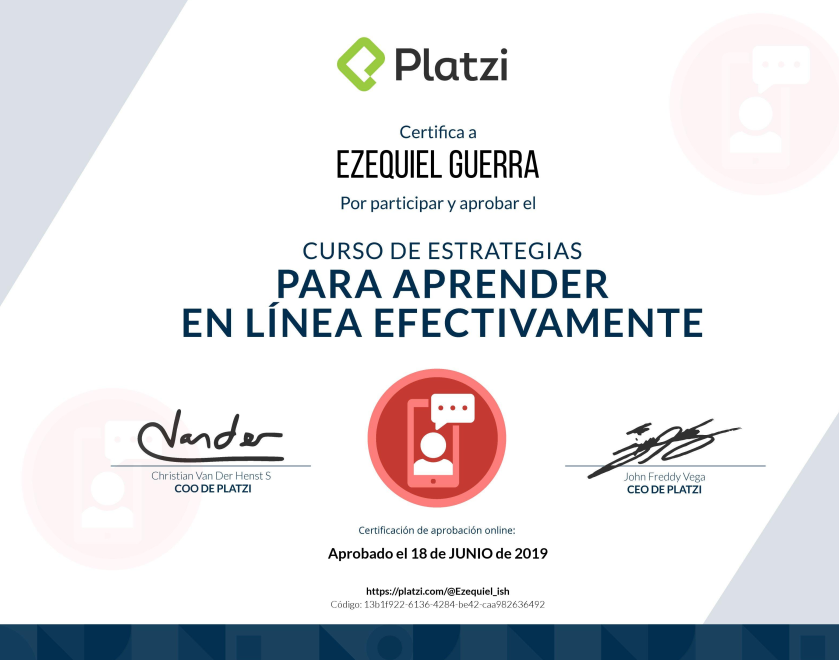 Platzi
Certifica a
EZEQUIEL GUERRA
Por participar y aprobar el
CURSO DE ESTRATEGIAS
PARA APRENDER
EN LÍNEA EFECTIVAMENTE
Vander
Christian Van Der Henst S
COO DE PLATZI
John Freddy Vega
CEO DE PLATZI
Certificación de aprobación online:
Aprobado el 18 de JUNIO de 2019
https://platzi.com/@Ezequiel_ish
Código: 13b1f922-6136-4284-be42-caa982636492